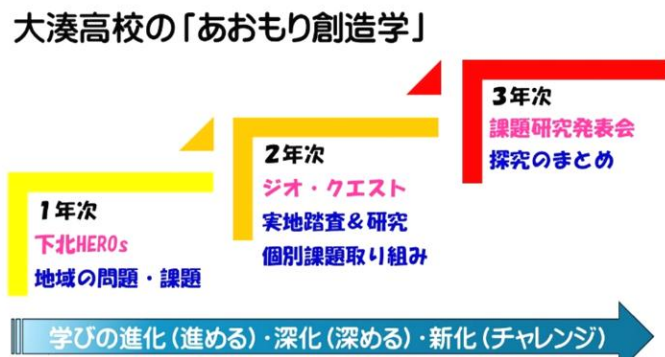 大湊高校の「あおもり創造学」
1年次
下北HEROs
地域の問題・課題
2年次
ジオ・クエスト
実地踏査&研究
個別課題取り組み
3年次
課題研究発表会
探究のまとめ
学びの進化(進める)・深化(深める)・新化(チャレンジ)